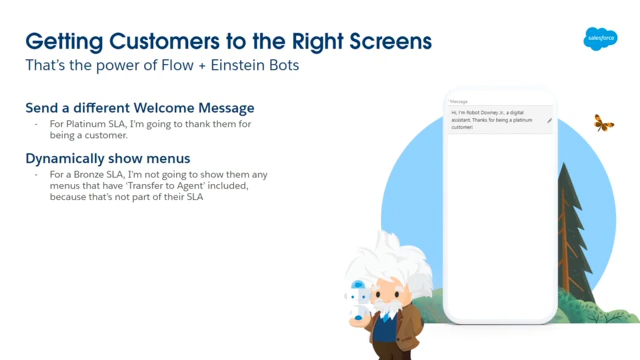 Getting Customers to the Right Screens
That's the power of Flow + Einstein Bots
salesforce
Send a different Welcome Message
- For Platinum SLA, I'm going to thank them for
being a customer.
Dynamically show menus
- For a Bronze SLA, I'm not going to show them any
menus that have 'Transfer to Agent' included,
because that's not part of their SLA
Message
Hi, I'm Robot Downey Jr. a digital
assistant. Thanks for being a platinum
customer!